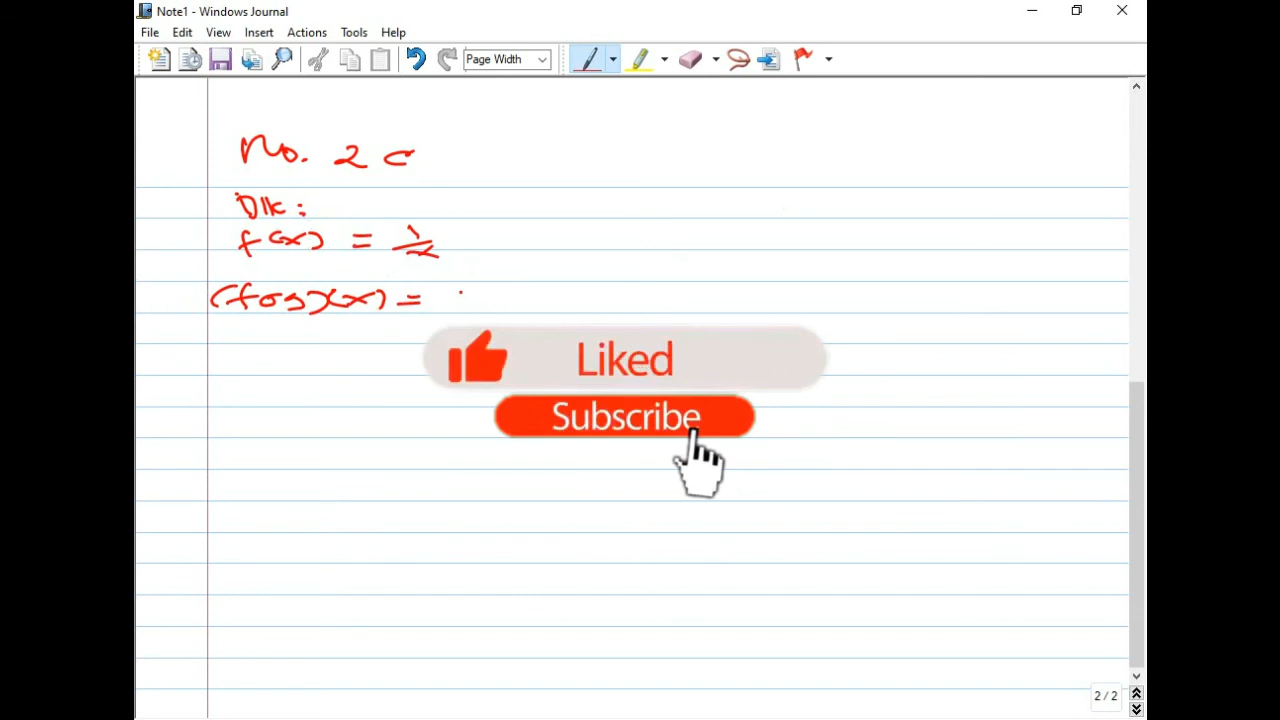 Note1 - Windows Journal
File Edit View Insert Actions Tools Help
Page Width
No. 2 c
Dik :
f(x) = 1/x
(fog)(x) =
Liked
Subscribe
2 / 2